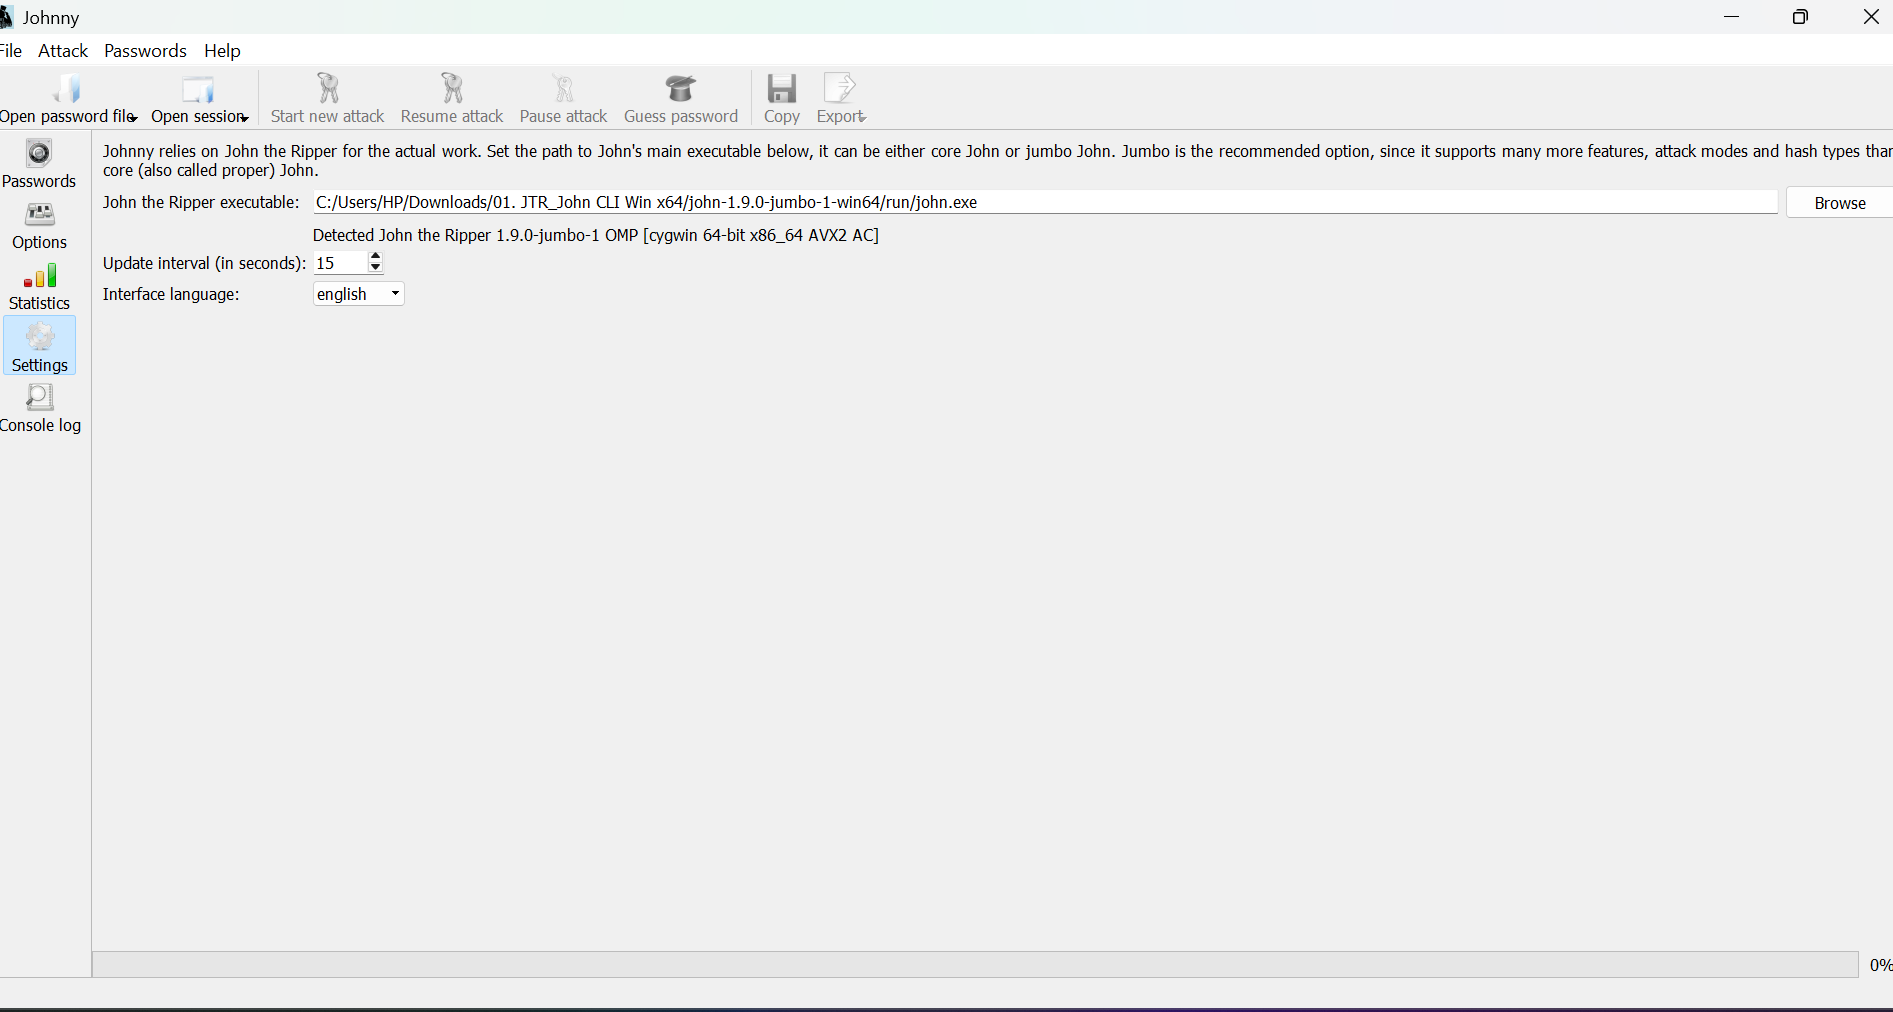 Johnny
File Attack Passwords Help
Open password file Open session Start new attack Resume attack Pause attack Guess password Copy Export
Passwords
Options
Statistics
Settings
Console log
Johnny relies on John the Ripper for the actual work. Set the path to John's main executable below, it can be either core John or jumbo John. Jumbo is the recommended option, since it supports many more features, attack modes and hash types than
core (also called proper) John.
John the Ripper executable: C:/Users/HP/Downloads/01. JTR_John CLI Win x64/john-1.9.0-jumbo-1-win64/run/john.exe Browse
Detected John the Ripper 1.9.0-jumbo-1 OMP [cygwin 64-bit x86_64 AVX2 AC]
Update interval (in seconds): 15
Interface language: english
0%